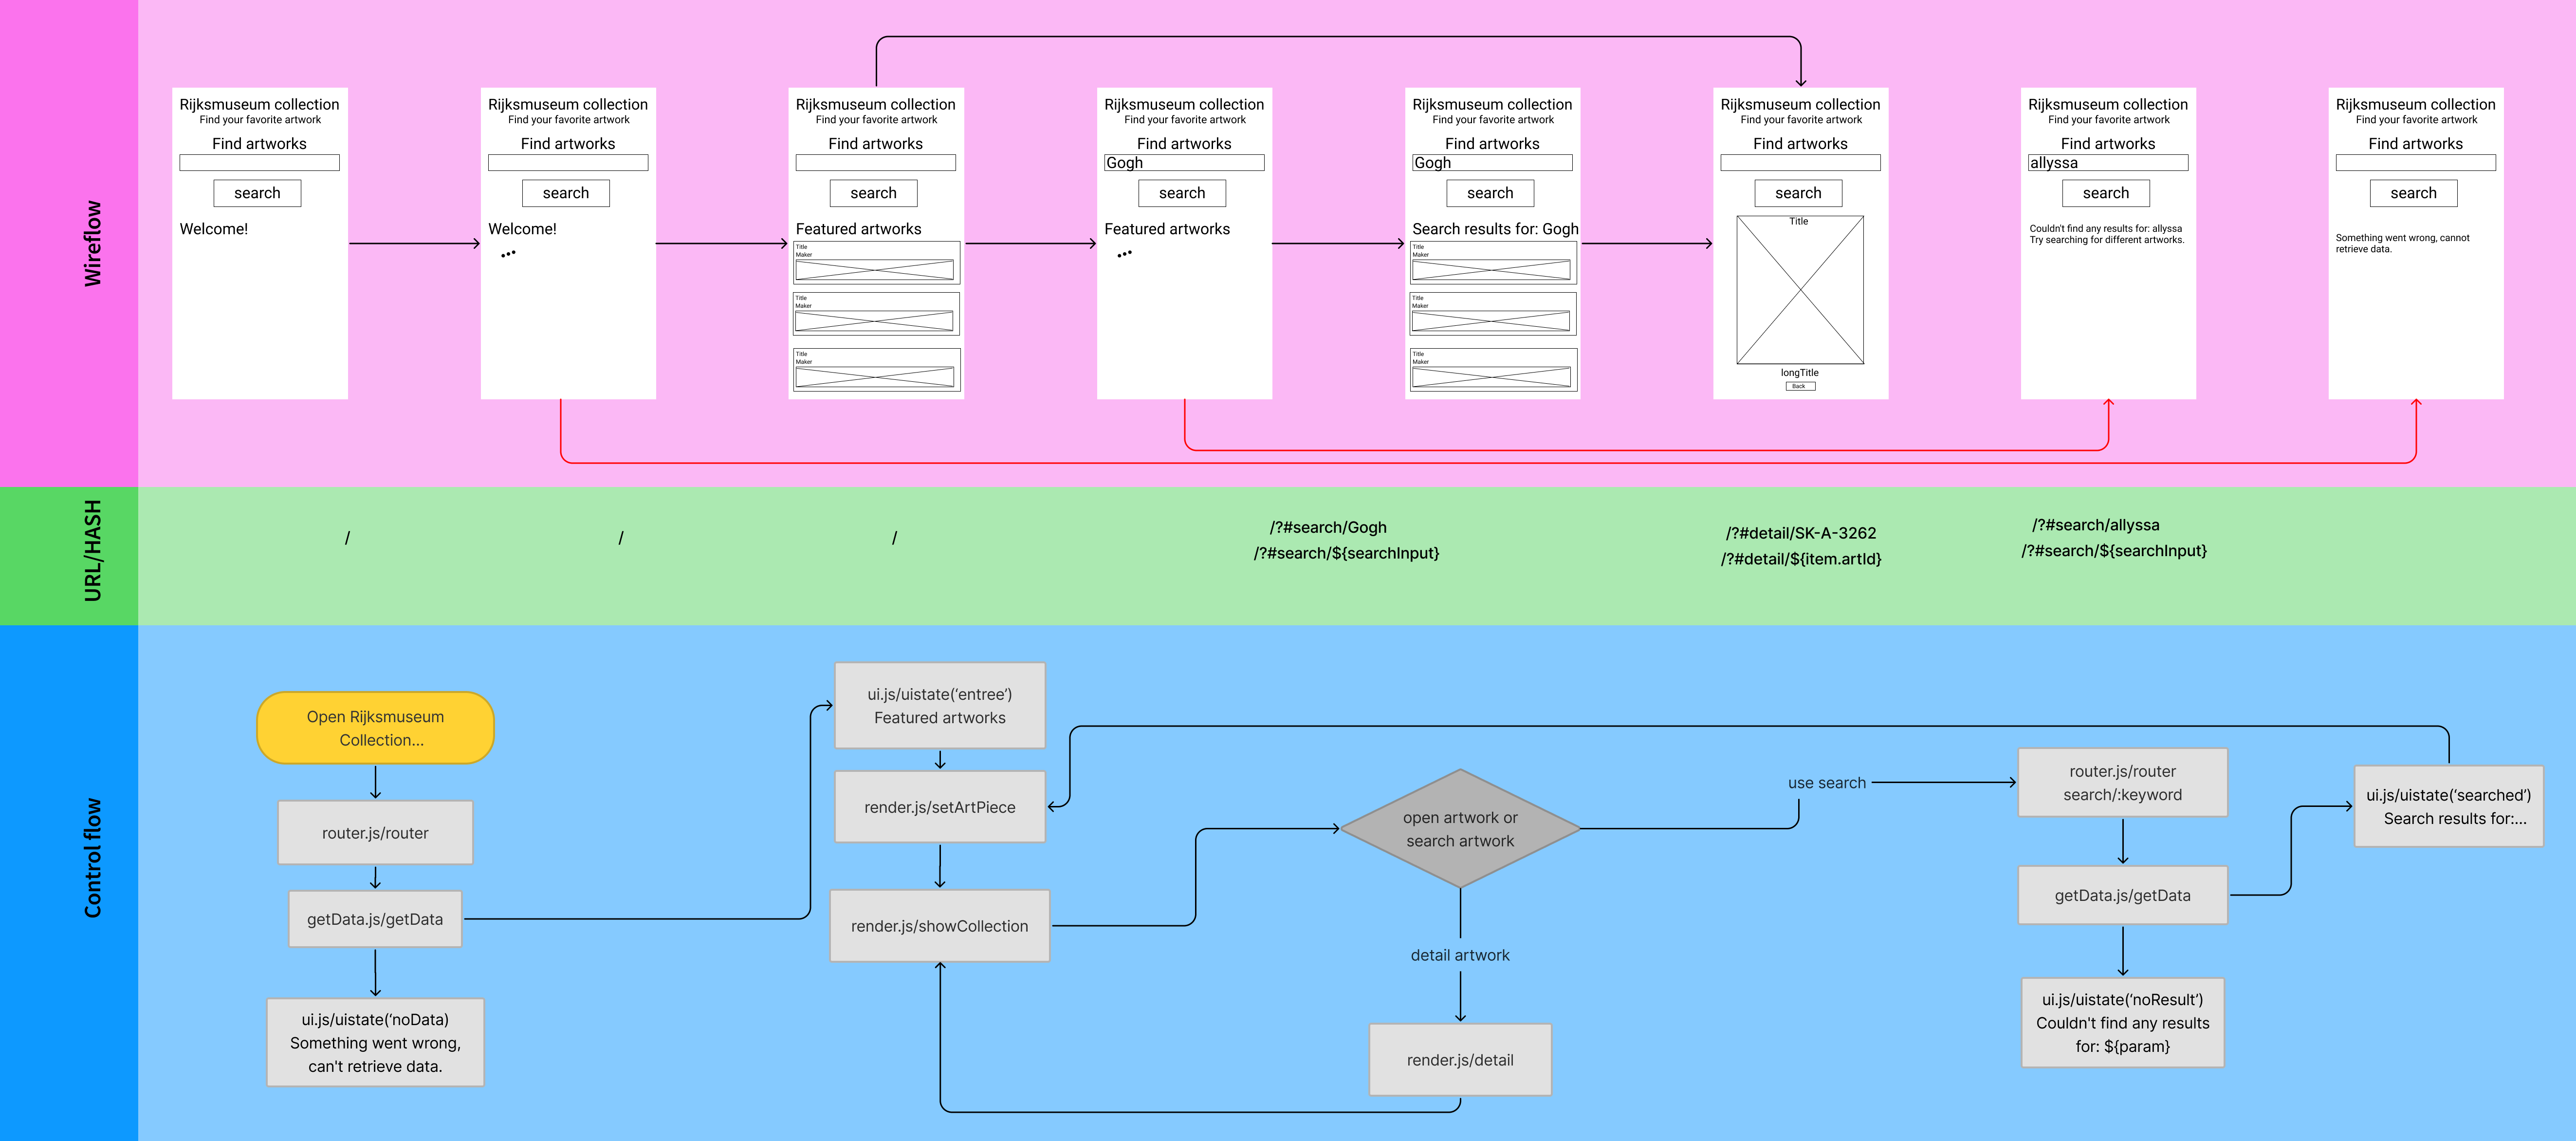 Wireflow
Rijksmuseum collection
Find your favorite artwork
Find artworks
search
Welcome!
Rijksmuseum collection
Find your favorite artwork
Find artworks
search
Welcome!
...
Rijksmuseum collection
Find your favorite artwork
Find artworks
search
Featured artworks
Title
Maker
Title
Maker
Title
Maker
Rijksmuseum collection
Find your favorite artwork
Find artworks
Gogh
search
Featured artworks
...
Rijksmuseum collection
Find your favorite artwork
Find artworks
Gogh
search
Search results for: Gogh
Title
Maker
Title
Maker
Title
Maker
Rijksmuseum collection
Find your favorite artwork
Find artworks
search
Title
longTitle
Back
Rijksmuseum collection
Find your favorite artwork
Find artworks
allyssa
search
Couldn't find any results for: allyssa
Try searching for different artworks.
Rijksmuseum collection
Find your favorite artwork
Find artworks
search
Something went wrong, cannot
retrieve data.
URL/HASH
/
/
/
/?#search/Gogh
/?#search/${searchInput}
/?#detail/SK-A-3262
/?#detail/${item.artId}
/?#search/allyssa
/?#search/${searchInput}
Control flow
Open Rijksmuseum
Collection...
router.js/router
getData.js/getData
ui.js/uistate(‘noData)
Something went wrong,
can't retrieve data.
ui.js/uistate(‘entree’)
Featured artworks
render.js/setArtPiece
render.js/showCollection
open artwork or
search artwork
detail artwork
render.js/detail
use search
router.js/router
search/:keyword
getData.js/getData
ui.js/uistate(‘noResult’)
Couldn't find any results
for: ${param}
ui.js/uistate(‘searched’)
Search results for:...